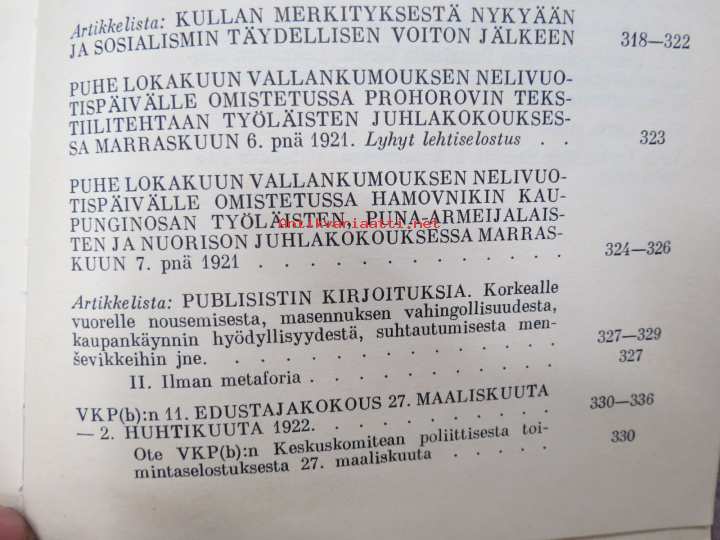 Artikkelista: KULLAN MERKITYKSESTÄ NYKYÄÄN
JA SOSIALISMIN TÄYDELLISEN VOITON JÄLKEEN 318—322
PUHE LOKAKUUN VALLANKUMOUKSEN NELIVUO-
TISPÄIVÄLLE OMISTETUSSA PROHOROVIN TEKS-
TIILITEHTAAN TYÖLÄISTEN JUHLAKOKOUKSES-
SA MARRASKUUN 6. pnä 1921. Lyhyt lehtiselostus . . 323
PUHE LOKAKUUN VALLANKUMOUKSEN NELIVUO-
TISPÄIVÄLLE OMISTETUSSA HAMOVNIKIN KAU-
PUNGINOSAN TYÖLÄISTEN, PUNA-ARMEIJALAIS-
Antikvariaatti.net
TEN JA NUORISON JUHLAKOKOUKSESSA MARRAS-
KUUN 7. pnä 1921 . . . . . . . . . . . . 324—326
Artikkelista: PUBLISISTIN KIRJOITUKSIA. Korkealle
vuorelle nousemisesta, masennuksen vahingollisuudesta,
kaupankäynnin hyödyllisyydestä, suhtautumisesta men-
ševikkeihin jne. . . . . . . . . . . . . . 327—329
II. Ilman metaforia . . . . . . . . . . . 327
VKP(b):n 11. EDUSTAJAKOKOUS 27. MAALISKUUTA
— 2. HUHTIKUUTA 1922. . . . . . . . . . 330—336
Ote VKP(b):n Keskuskomitean poliittisesta toi-
mintaselostuksesta 27. maaliskuuta . . . . . 330